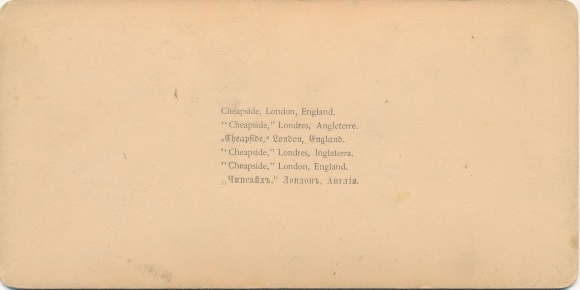 Cheapside, London, England.
"Cheapside," Londres, Angleterre.
„Cheapſide,“ London, England.
"Cheapside," Londres, Inglaterra.
"Cheapside," London, England.
„Чипсайдъ,” Лондонъ, Англія.